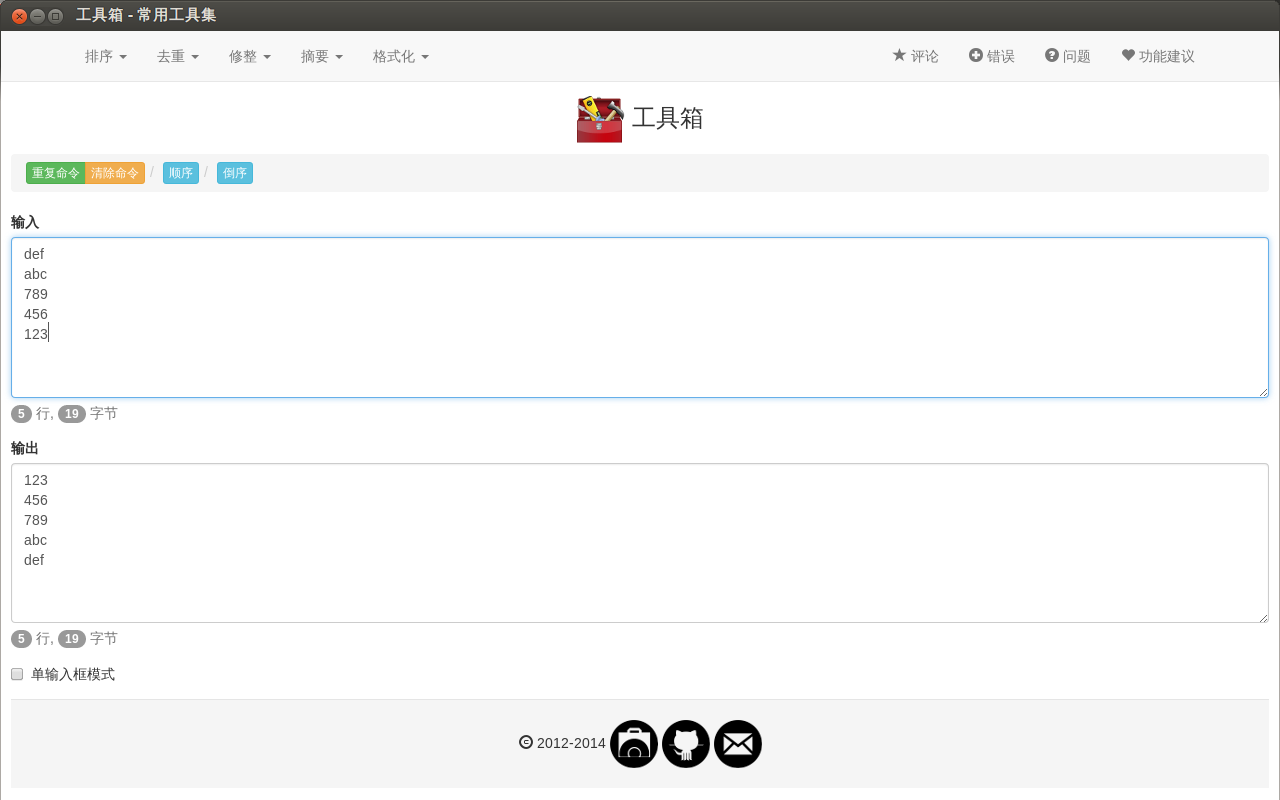 工具箱 - 常用工具集
排序 去重 修整 摘要 格式化 评论 错误 问题 功能建议
工具箱
重复命令 清除命令 / 顺序 / 倒序
输入
def
abc
789
456
123
5 行, 19 字节
输出
123
456
789
abc
def
5 行, 19 字节
单输入框模式
© 2012-2014